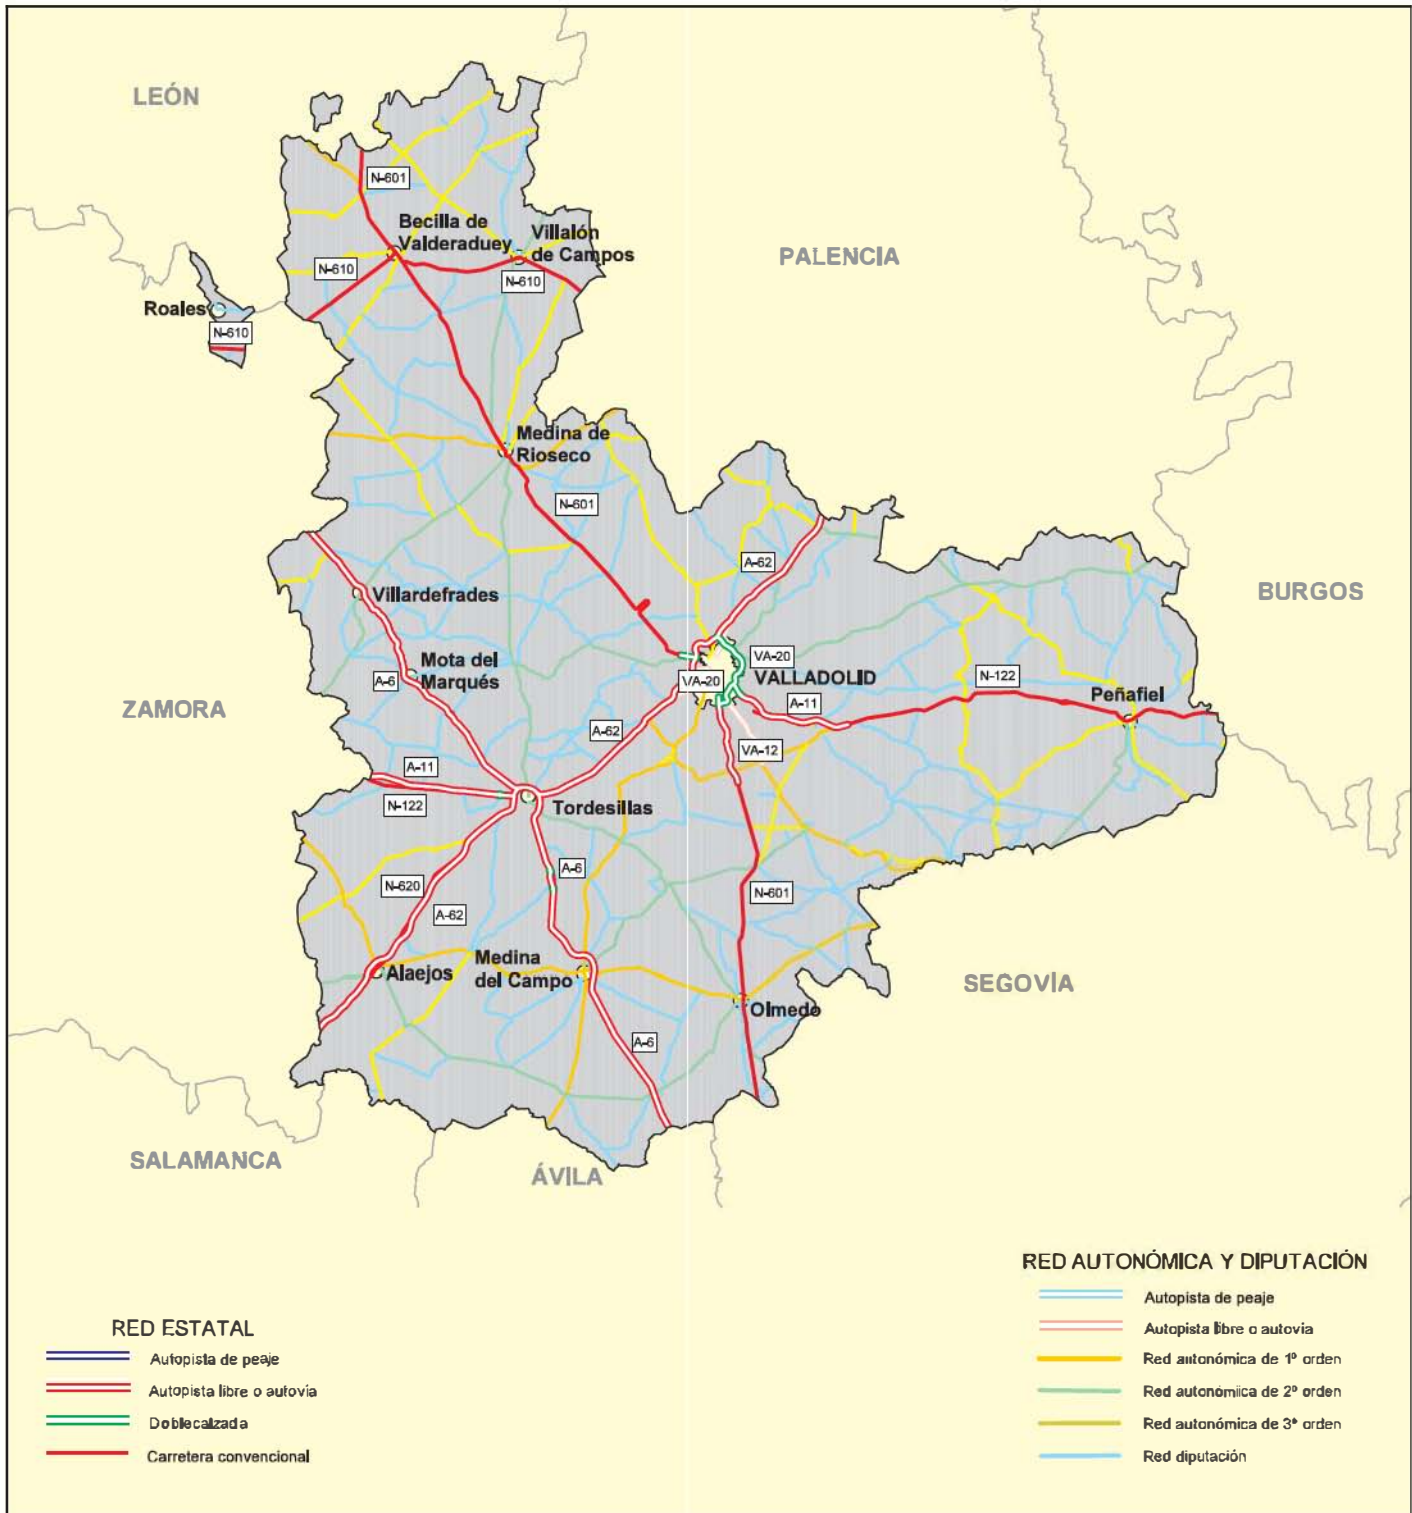 LEÓN
N-601
Becilla de
Valderaduey
Villalón
de Campos
PALENCIA
N-610
N-610
Roales
N-610
Medina de
Rioseco
N-601
A-62
BURGOS
Villardefrades
VA-20
Mota del
Marqués
A-6
VA-20
VALLADOLID
N-122
Peñafiel
ZAMORA
A-11
A-62
VA-12
A-11
N-122
Tordesillas
A-6
N-620
N-601
A-62
Medina
del Campo
Alaejos
SEGOVÍA
Olmedo
A-6
SALAMANCA
ÁVILA
RED ESTATAL
Autopista de peaje
Autopista libre o autovia
Doblecalzada
Carretera convencional
RED AUTONÓMICA Y DIPUTACIÓN
Autopista de peaje
Autopista libre o autovia
Red autonómica de 1º orden
Red autonómica de 2º orden
Red autonómica de 3º orden
Red diputación